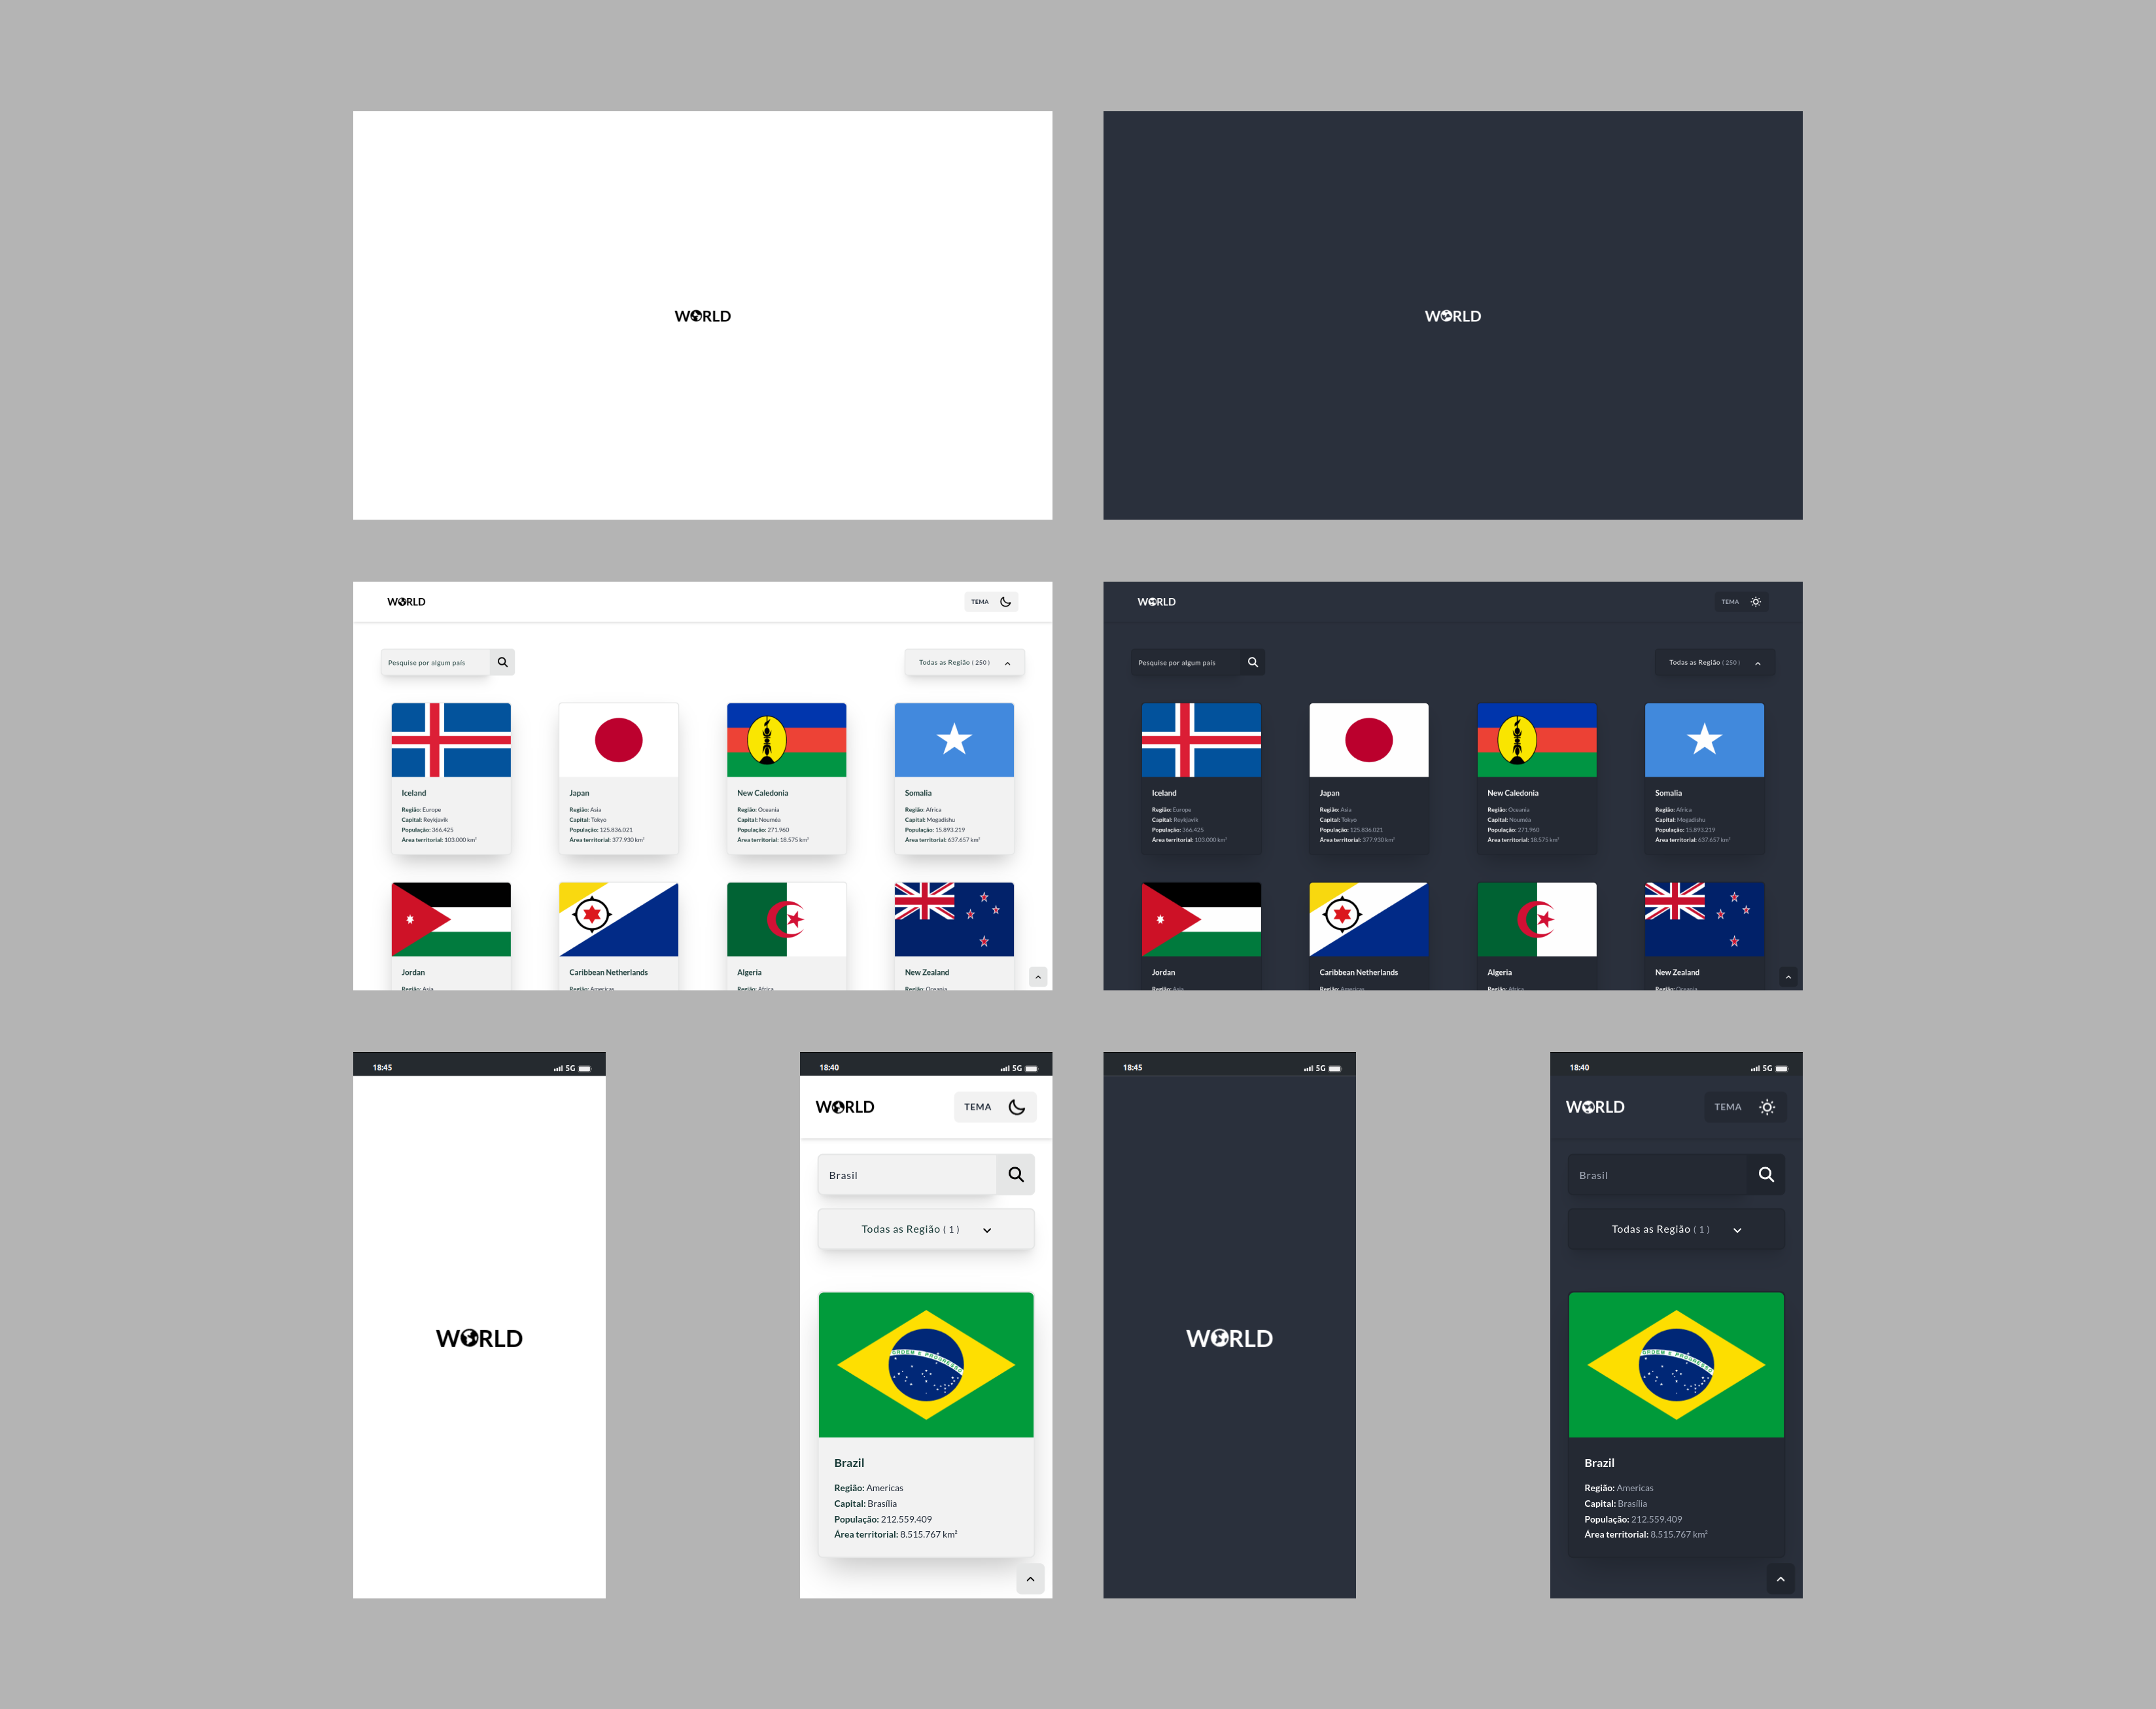 WORLD
WORLD
WORLD
TEMA
Pesquise por algum país
Todas as Região ( 250 )
Iceland
Região: Europe
Capital: Reykjavik
População: 366.425
Área territorial: 103.000 km²
Japan
Região: Asia
Capital: Tokyo
População: 125.836.021
Área territorial: 377.930 km²
New Caledonia
Região: Oceania
Capital: Nouméa
População: 271.960
Área territorial: 18.575 km²
Somalia
Região: Africa
Capital: Mogadishu
População: 15.893.219
Área territorial: 637.657 km²
Jordan
Região: Asia
Caribbean Netherlands
Região: Americas
Algeria
Região: Africa
New Zealand
Região: Oceania
WORLD
TEMA
Pesquise por algum país
Todas as Região ( 250 )
Iceland
Região: Europe
Capital: Reykjavik
População: 366.425
Área territorial: 103.000 km²
Japan
Região: Asia
Capital: Tokyo
População: 125.836.021
Área territorial: 377.930 km²
New Caledonia
Região: Oceania
Capital: Nouméa
População: 271.960
Área territorial: 18.575 km²
Somalia
Região: Africa
Capital: Mogadishu
População: 15.893.219
Área territorial: 637.657 km²
Jordan
Região: Asia
Caribbean Netherlands
Região: Americas
Algeria
Região: Africa
New Zealand
Região: Oceania
18:45
5G
WORLD
18:40
5G
WORLD
TEMA
Brasil
Todas as Região ( 1 )
ORDEM E PROGRESSO
Brazil
Região: Americas
Capital: Brasília
População: 212.559.409
Área territorial: 8.515.767 km²
18:45
5G
WORLD
18:40
5G
WORLD
TEMA
Brasil
Todas as Região ( 1 )
ORDEM E PROGRESSO
Brazil
Região: Americas
Capital: Brasília
População: 212.559.409
Área territorial: 8.515.767 km²